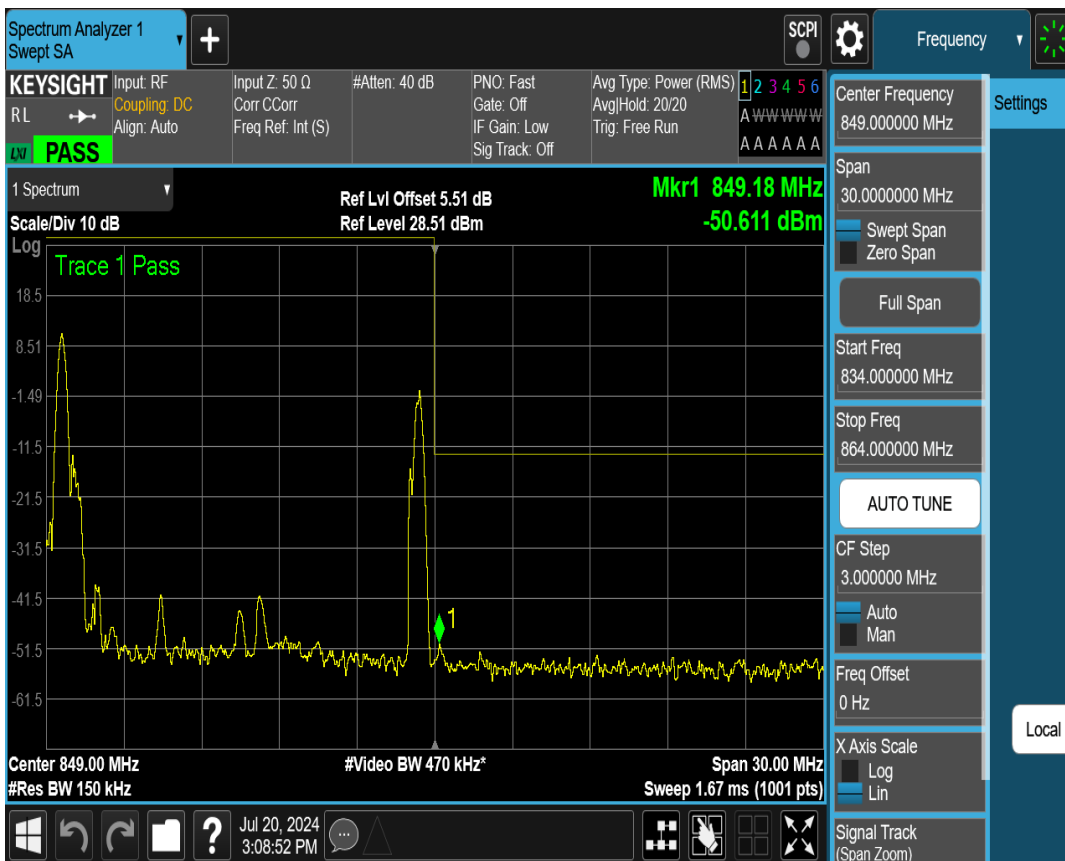 Spectrum Analyzer 1
Swept SA
SCPI
Frequency
KEYSIGHT
RL
LXI PASS
Input: RF
Coupling: DC
Align: Auto
Input Z: 50 Ω
Corr CCorr
Freq Ref: Int (S)
#Atten: 40 dB
PNO: Fast
Gate: Off
IF Gain: Low
Sig Track: Off
Avg Type: Power (RMS)
Avg|Hold: 20/20
Trig: Free Run
1 2 3 4 5 6
A W W W W W
A A A A A A
1 Spectrum
Scale/Div 10 dB
Ref Lvl Offset 5.51 dB
Ref Level 28.51 dBm
Mkr1 849.18 MHz
-50.611 dBm
Log
Trace 1 Pass
18.5
8.51
-1.49
-11.5
-21.5
-31.5
-41.5
-51.5
-61.5
1
Center 849.00 MHz
#Res BW 150 kHz
#Video BW 470 kHz*
Span 30.00 MHz
Sweep 1.67 ms (1001 pts)
Jul 20, 2024
3:08:52 PM
Center Frequency
849.000000 MHz
Span
30.0000000 MHz
Swept Span
Zero Span
Full Span
Start Freq
834.000000 MHz
Stop Freq
864.000000 MHz
AUTO TUNE
CF Step
3.000000 MHz
Auto
Man
Freq Offset
0 Hz
X Axis Scale
Log
Lin
Signal Track
(Span Zoom)
Settings
Local